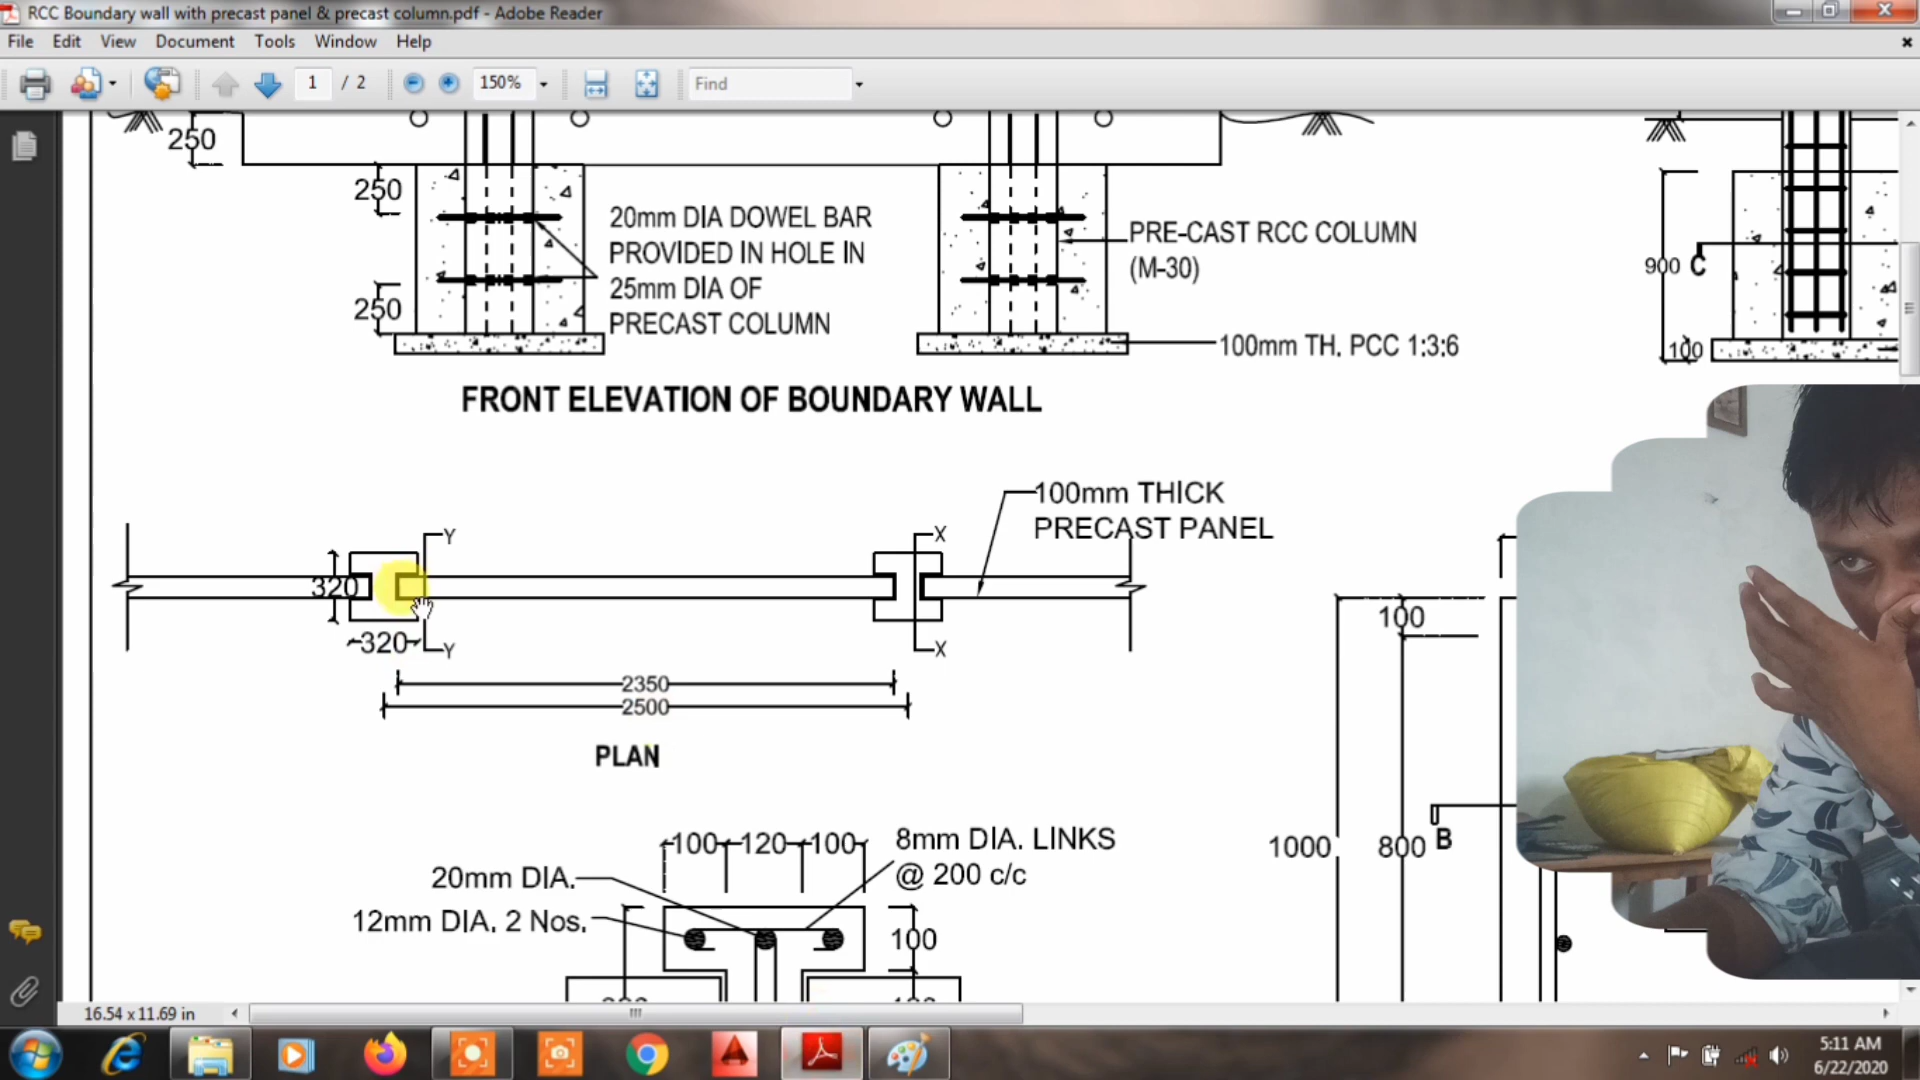 RCC Boundary wall with precast panel & precast column.pdf - Adobe Reader
File Edit View Document Tools Window Help
1 / 2 150% Find
250
250
20mm DIA DOWEL BAR
PROVIDED IN HOLE IN
25mm DIA OF
PRECAST COLUMN
250
PRE-CAST RCC COLUMN
(M-30)
100mm TH. PCC 1:3:6
900 C
100
FRONT ELEVATION OF BOUNDARY WALL
100mm THICK
PRECAST PANEL
Y X
320
320 Y X
2350
2500
PLAN
100
1000 800 B
100 120 100
8mm DIA. LINKS
@ 200 c/c
20mm DIA.
12mm DIA. 2 Nos.
100
16.54 x 11.69 in
5:11 AM
6/22/2020